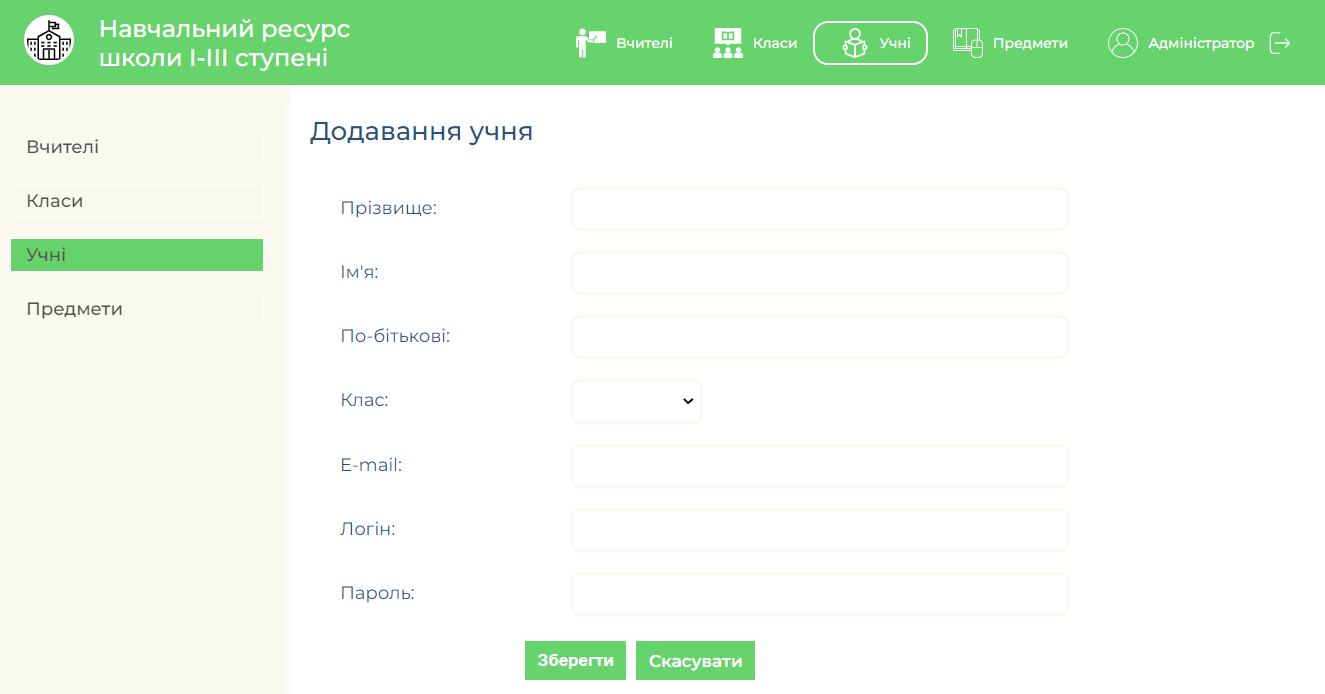 Навчальний ресурс
школи І-ІІІ ступені
Вчителі
Класи
Учні
Предмети
Адміністратор
Вчителі
Класи
Учні
Предмети
Додавання учня
Прізвище:
Ім'я:
По-бітькові:
Клас:
E-mail:
Логін:
Пароль:
Зберегти
Скасувати